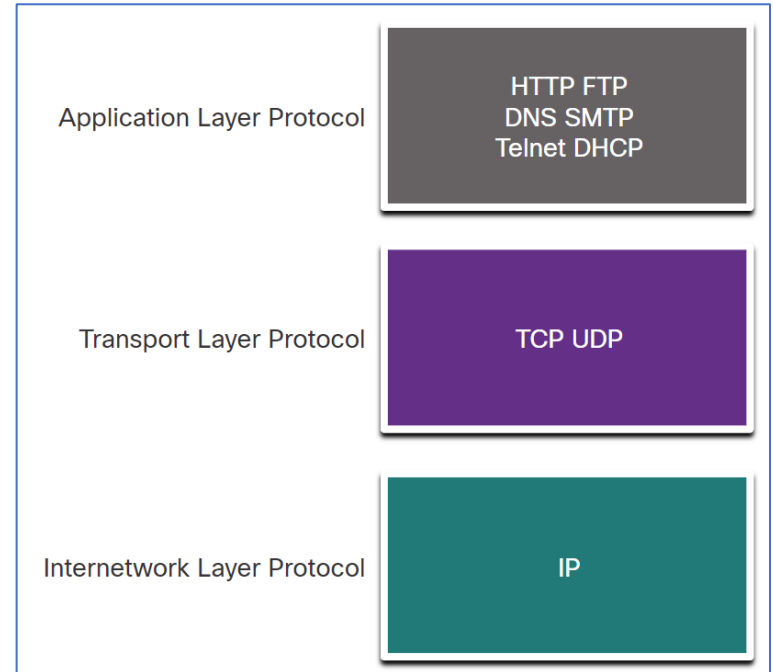 Application Layer Protocol
HTTP FTP
DNS SMTP
Telnet DHCP
Transport Layer Protocol
TCP UDP
Internetwork Layer Protocol
IP